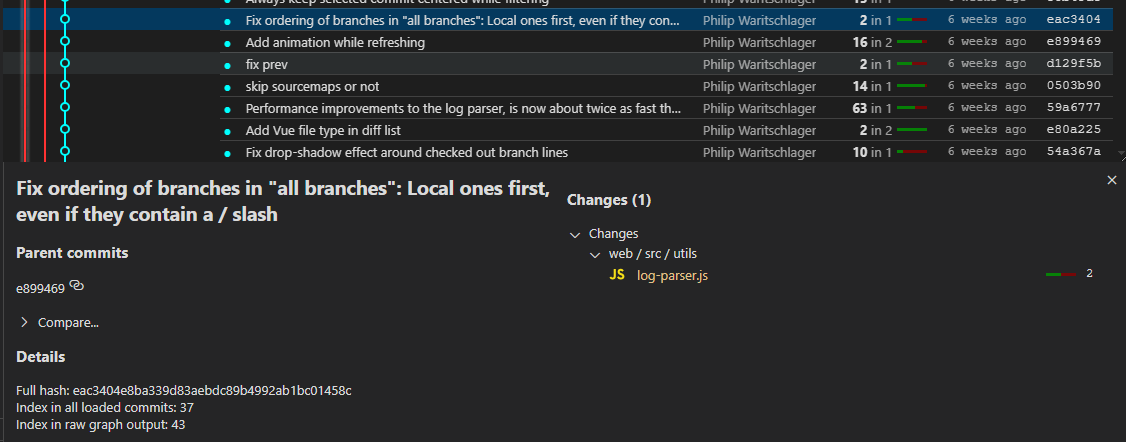 Always keep selected commit centered while filtering Philip Waritschlager in 1
Fix ordering of branches in "all branches": Local ones first, even if they con... Philip Waritschlager 2 in 1 6 weeks ago eac3404
Add animation while refreshing Philip Waritschlager 16 in 2 6 weeks ago e899469
fix prev Philip Waritschlager 2 in 1 6 weeks ago d129f5b
skip sourcemaps or not Philip Waritschlager 14 in 1 6 weeks ago 0503b90
Performance improvements to the log parser, is now about twice as fast th... Philip Waritschlager 63 in 1 6 weeks ago 59a6777
Add Vue file type in diff list Philip Waritschlager 2 in 2 6 weeks ago e80a225
Fix drop-shadow effect around checked out branch lines Philip Waritschlager 10 in 1 6 weeks ago 54a367a
Fix ordering of branches in "all branches": Local ones first,
even if they contain a / slash
Parent commits
e899469
Compare...
Details
Full hash: eac3404e8ba339d83aebdc89b4992ab1bc01458c
Index in all loaded commits: 37
Index in raw graph output: 43
Changes (1)
Changes
web / src / utils
JS log-parser.js 2